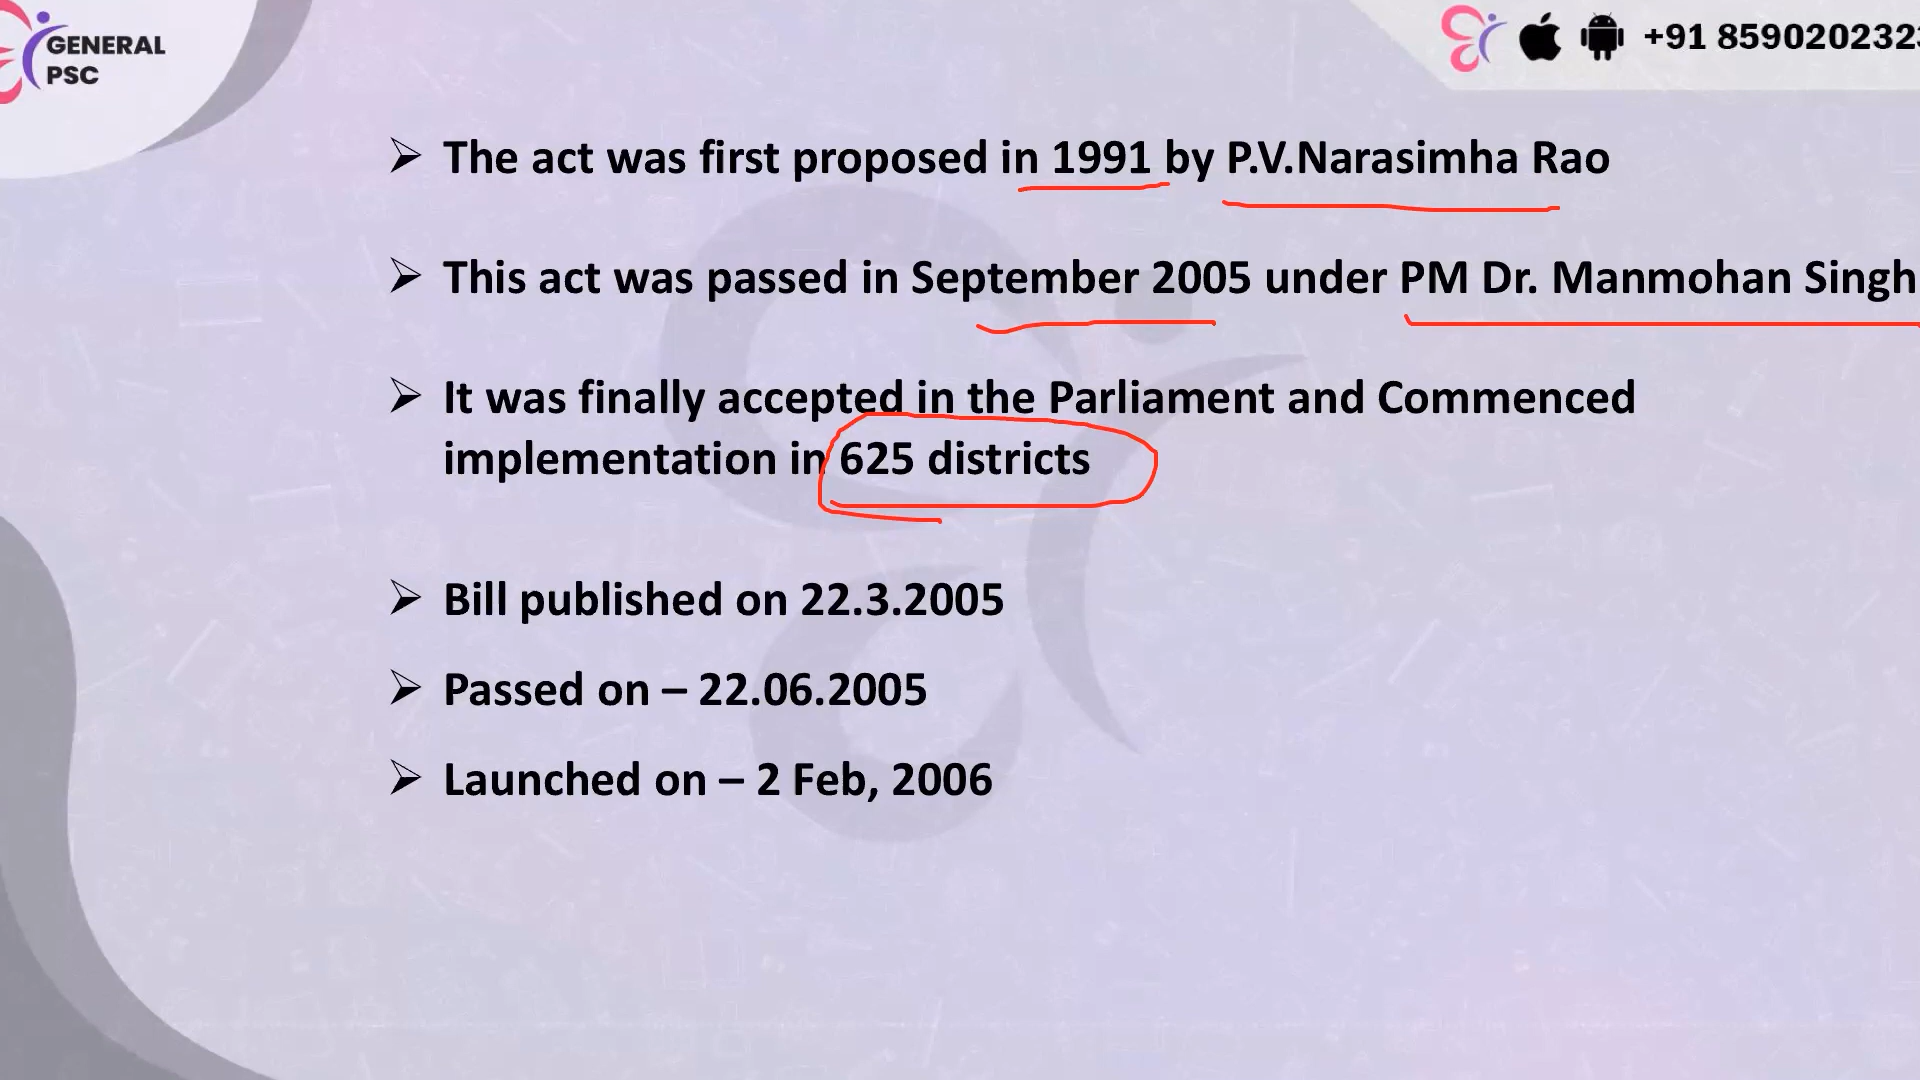 GENERAL
PSC
+91 8590202323
➢ The act was first proposed in 1991 by P.V.Narasimha Rao
➢ This act was passed in September 2005 under PM Dr. Manmohan Singh
➢ It was finally accepted in the Parliament and Commenced
implementation in 625 districts
➢ Bill published on 22.3.2005
➢ Passed on – 22.06.2005
➢ Launched on – 2 Feb, 2006